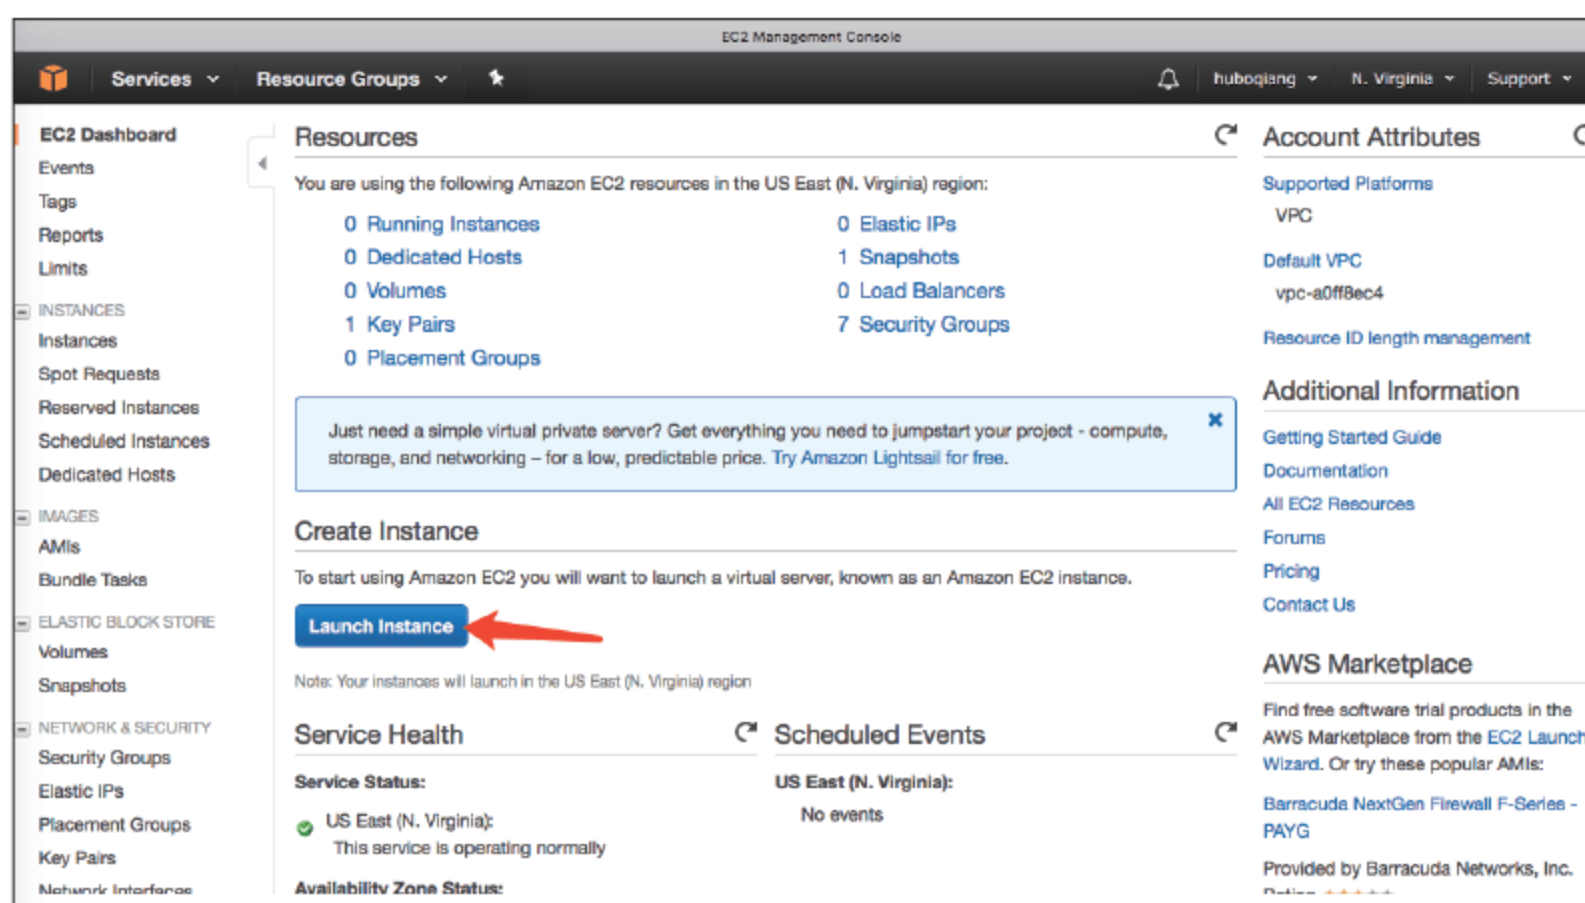 EC2 Management Console
Services
Resource Groups
huboqiang
N. Virginia
Support
EC2 Dashboard
Events
Tags
Reports
Limits
INSTANCES
Instances
Spot Requests
Reserved Instances
Scheduled Instances
Dedicated Hosts
IMAGES
AMIs
Bundle Tasks
ELASTIC BLOCK STORE
Volumes
Snapshots
NETWORK & SECURITY
Security Groups
Elastic IPs
Placement Groups
Key Pairs
Network Interfaces
Resources
You are using the following Amazon EC2 resources in the US East (N. Virginia) region:
0 Running Instances
0 Dedicated Hosts
0 Volumes
1 Key Pairs
0 Placement Groups
0 Elastic IPs
1 Snapshots
0 Load Balancers
7 Security Groups
Just need a simple virtual private server? Get everything you need to jumpstart your project - compute,
storage, and networking – for a low, predictable price. Try Amazon Lightsail for free.
Create Instance
To start using Amazon EC2 you will want to launch a virtual server, known as an Amazon EC2 instance.
Launch Instance
Note: Your instances will launch in the US East (N. Virginia) region
Service Health
Service Status:
US East (N. Virginia):
This service is operating normally
Availability Zone Status:
Scheduled Events
US East (N. Virginia):
No events
Account Attributes
Supported Platforms
VPC
Default VPC
vpc-a0ff8ec4
Resource ID length management
Additional Information
Getting Started Guide
Documentation
All EC2 Resources
Forums
Pricing
Contact Us
AWS Marketplace
Find free software trial products in the
AWS Marketplace from the EC2 Launch
Wizard. Or try these popular AMIs:
Barracuda NextGen Firewall F-Series -
PAYG
Provided by Barracuda Networks, Inc.